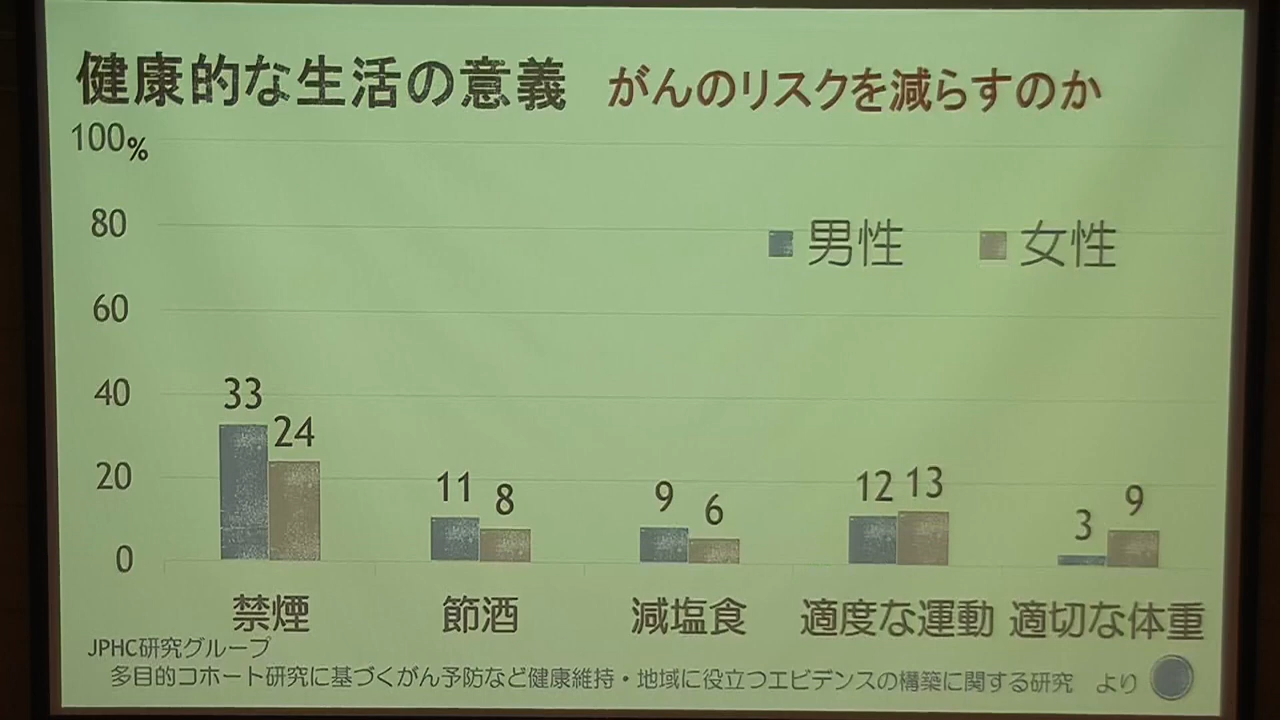 健康的な生活の意義 がんのリスクを減らすのか
100%
80
男性 女性
60
40
33 24
20
11 8
9 6
12 13
3 9
0
禁煙 節酒 減塩食 適度な運動 適切な体重
JPHC研究グループ
多目的コホート研究に基づくがん予防など健康維持・地域に役立つエビデンスの構築に関する研究 より